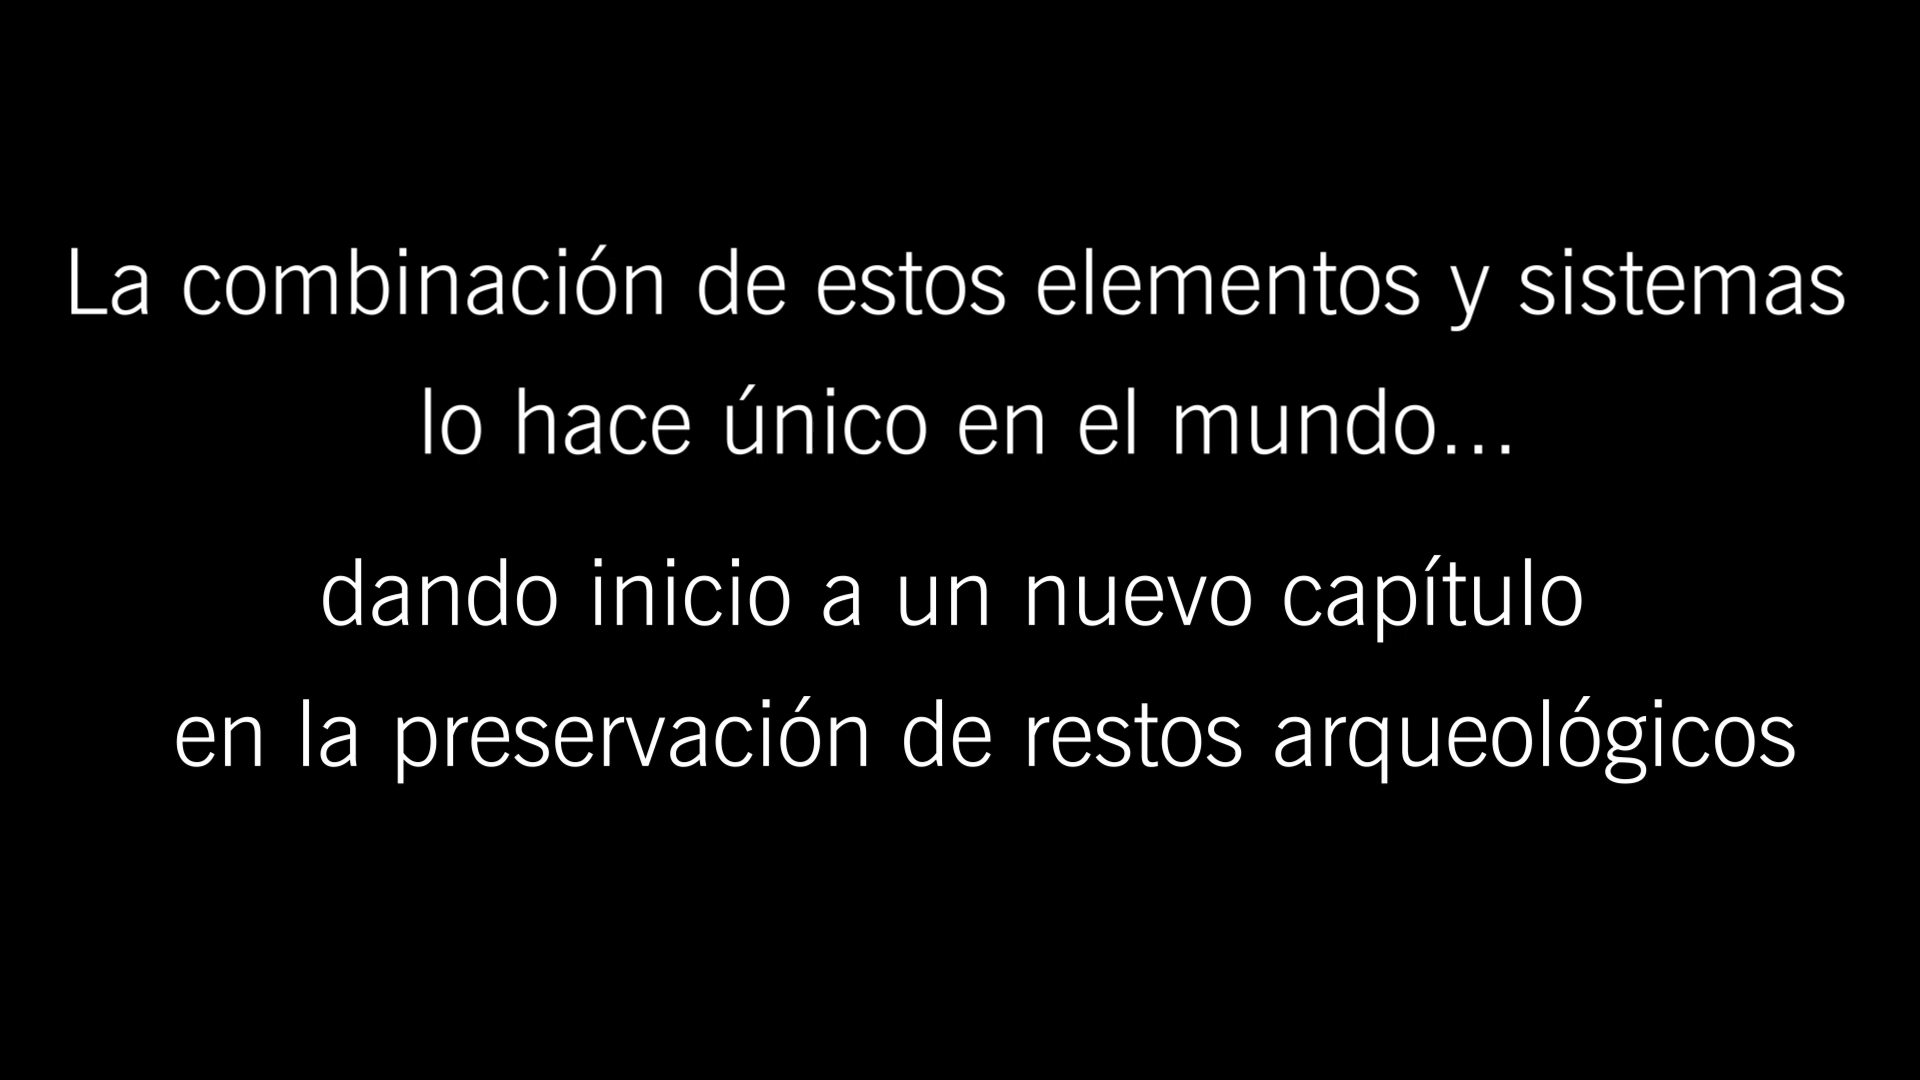 La combinación de estos elementos y sistemas
lo hace único en el mundo...
dando inicio a un nuevo capítulo
en la preservación de restos arqueológicos